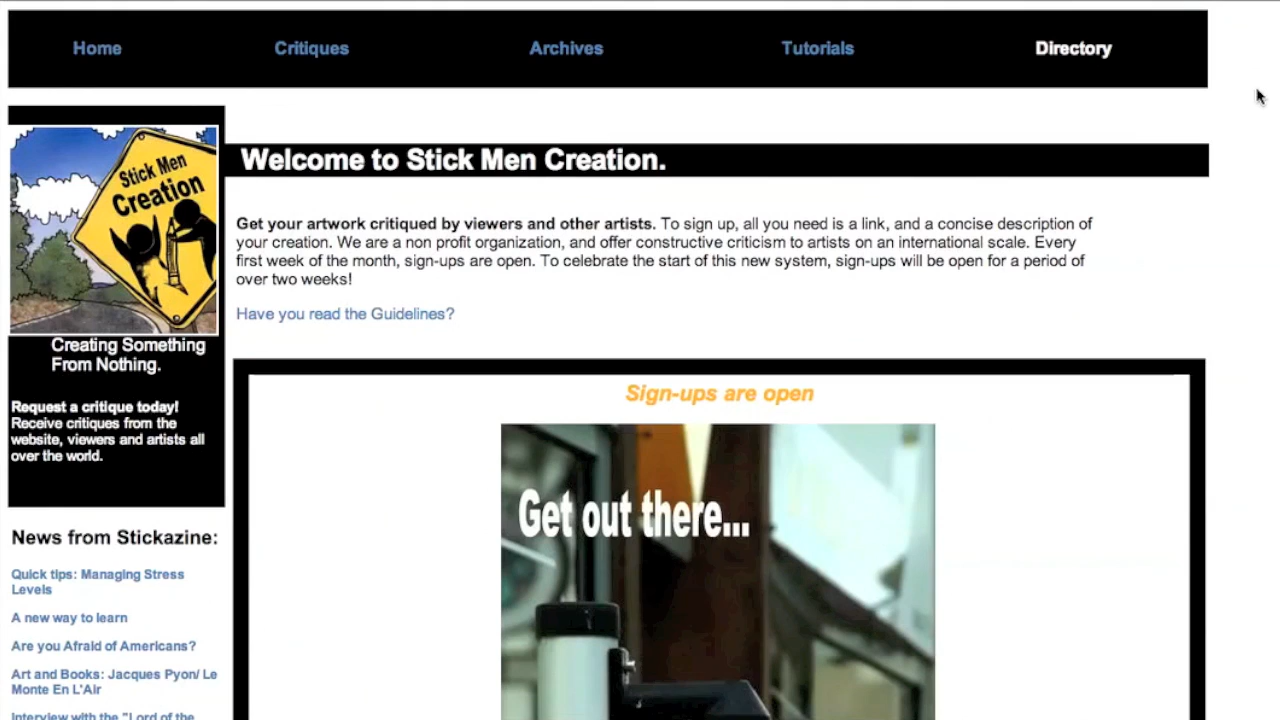 Home Critiques Archives Tutorials Directory
Stick Men
Creation
Creating Something
From Nothing.
Request a critique today!
Receive critiques from the
website, viewers and artists all
over the world.
News from Stickazine:
Quick tips: Managing Stress
Levels
A new way to learn
Are you Afraid of Americans?
Art and Books: Jacques Pyon/ Le
Monte En L'Air
Interview with the "Lord of the
Welcome to Stick Men Creation.
Get your artwork critiqued by viewers and other artists. To sign up, all you need is a link, and a concise description of
your creation. We are a non profit organization, and offer constructive criticism to artists on an international scale. Every
first week of the month, sign-ups are open. To celebrate the start of this new system, sign-ups will be open for a period of
over two weeks!
Have you read the Guidelines?
Sign-ups are open
Get out there...